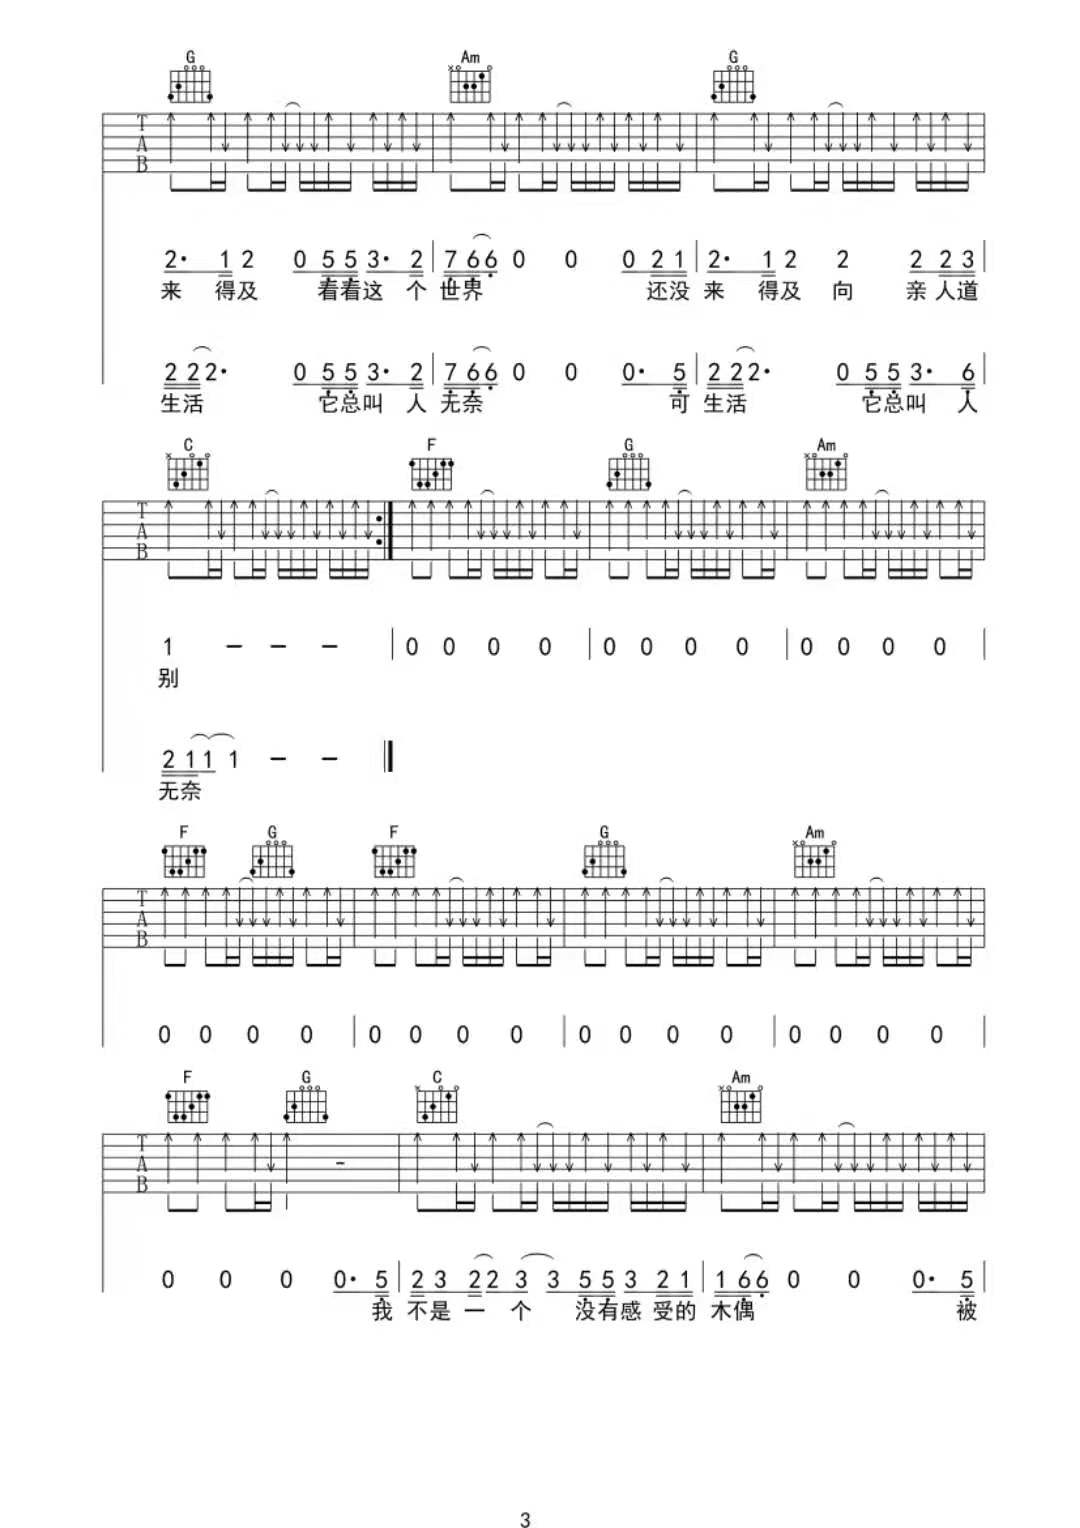 G Am G
T
A
B
2· 1 2 0 5 5 3· 2 7 6 6 0 0 0 2 1 2· 1 2 2 2 2 3
来 得及 看看这 个 世界 还没 来 得及 向 亲 人道
2 2 2· 0 5 5 3· 2 7 6 6 0 0 0· 5 2 2 2· 0 5 5 3· 6
生活 它总叫 人 无奈 可 生活 它总叫 人
C F G Am
T
A
B
1 – – – 0 0 0 0 0 0 0 0 0 0 0 0
别
2 1 1 1 – –
无奈
F G F G Am
T
A
B
0 0 0 0 0 0 0 0 0 0 0 0 0 0 0 0
F G C Am
T
A
B
0 0 0 0· 5 2 3 2 2 3 3 5 5 3 2 1 1 6 6 0 0 0· 5
我 不是 一 个 没有感 受的 木偶 被
3